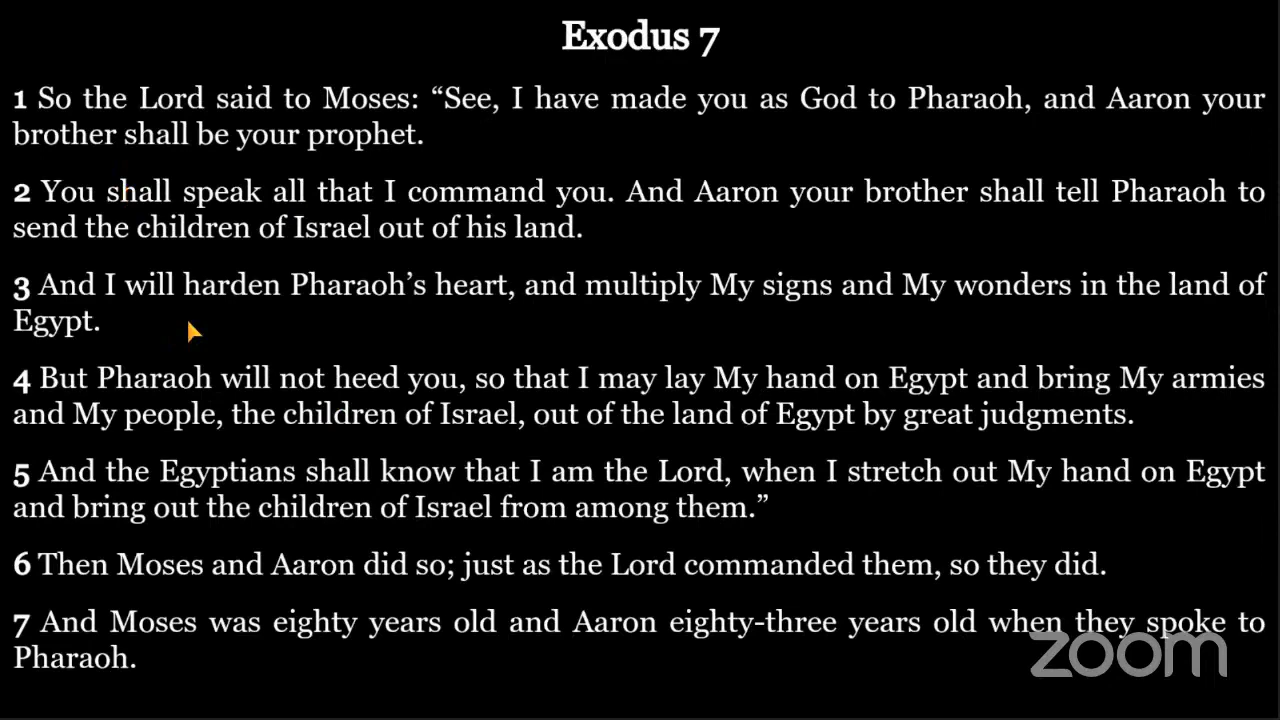 Exodus 7
1 So the Lord said to Moses: “See, I have made you as God to Pharaoh, and Aaron your
brother shall be your prophet.
2 You shall speak all that I command you. And Aaron your brother shall tell Pharaoh to
send the children of Israel out of his land.
3 And I will harden Pharaoh’s heart, and multiply My signs and My wonders in the land of
Egypt.
4 But Pharaoh will not heed you, so that I may lay My hand on Egypt and bring My armies
and My people, the children of Israel, out of the land of Egypt by great judgments.
5 And the Egyptians shall know that I am the Lord, when I stretch out My hand on Egypt
and bring out the children of Israel from among them.”
6 Then Moses and Aaron did so; just as the Lord commanded them, so they did.
7 And Moses was eighty years old and Aaron eighty-three years old when they spoke to
Pharaoh.
zoom